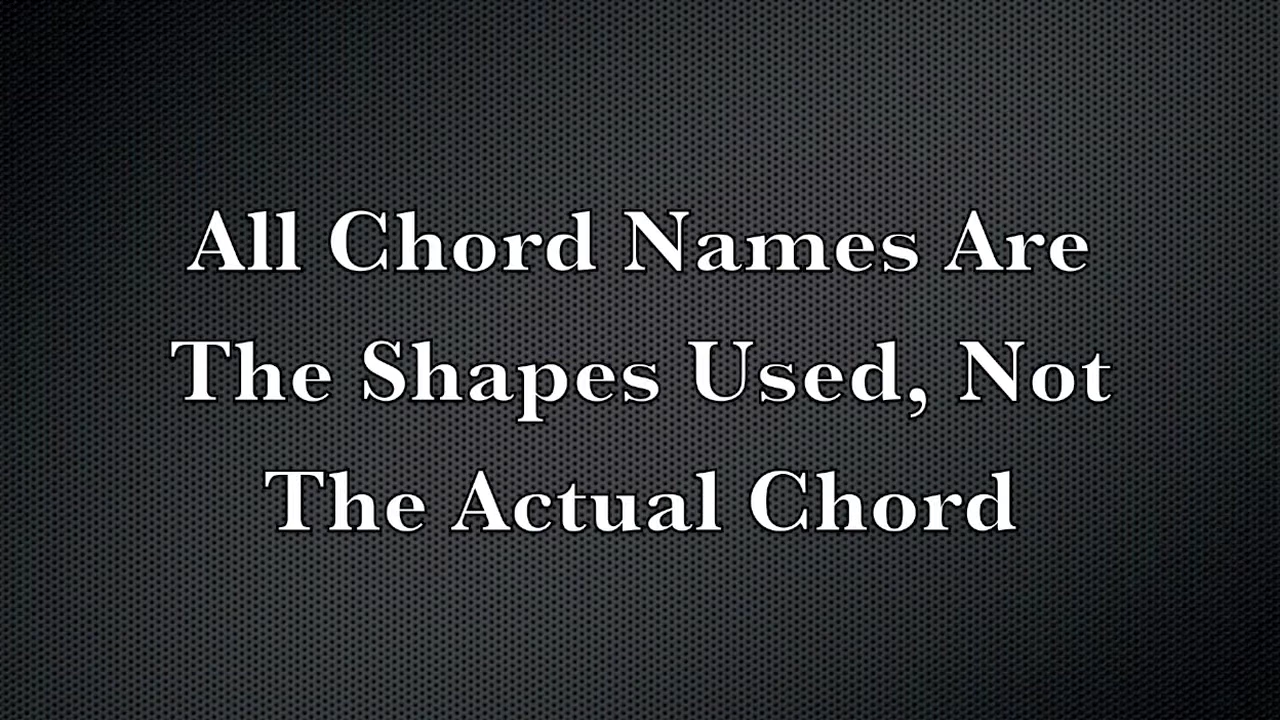 All Chord Names Are
The Shapes Used, Not
The Actual Chord